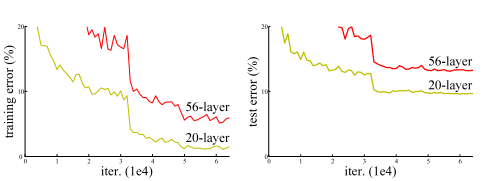 training error (%)
20
10
0
0 1 2 3 4 5 6
iter. (1e4)
56-layer
20-layer
test error (%)
20
10
0
0 1 2 3 4 5 6
iter. (1e4)
56-layer
20-layer